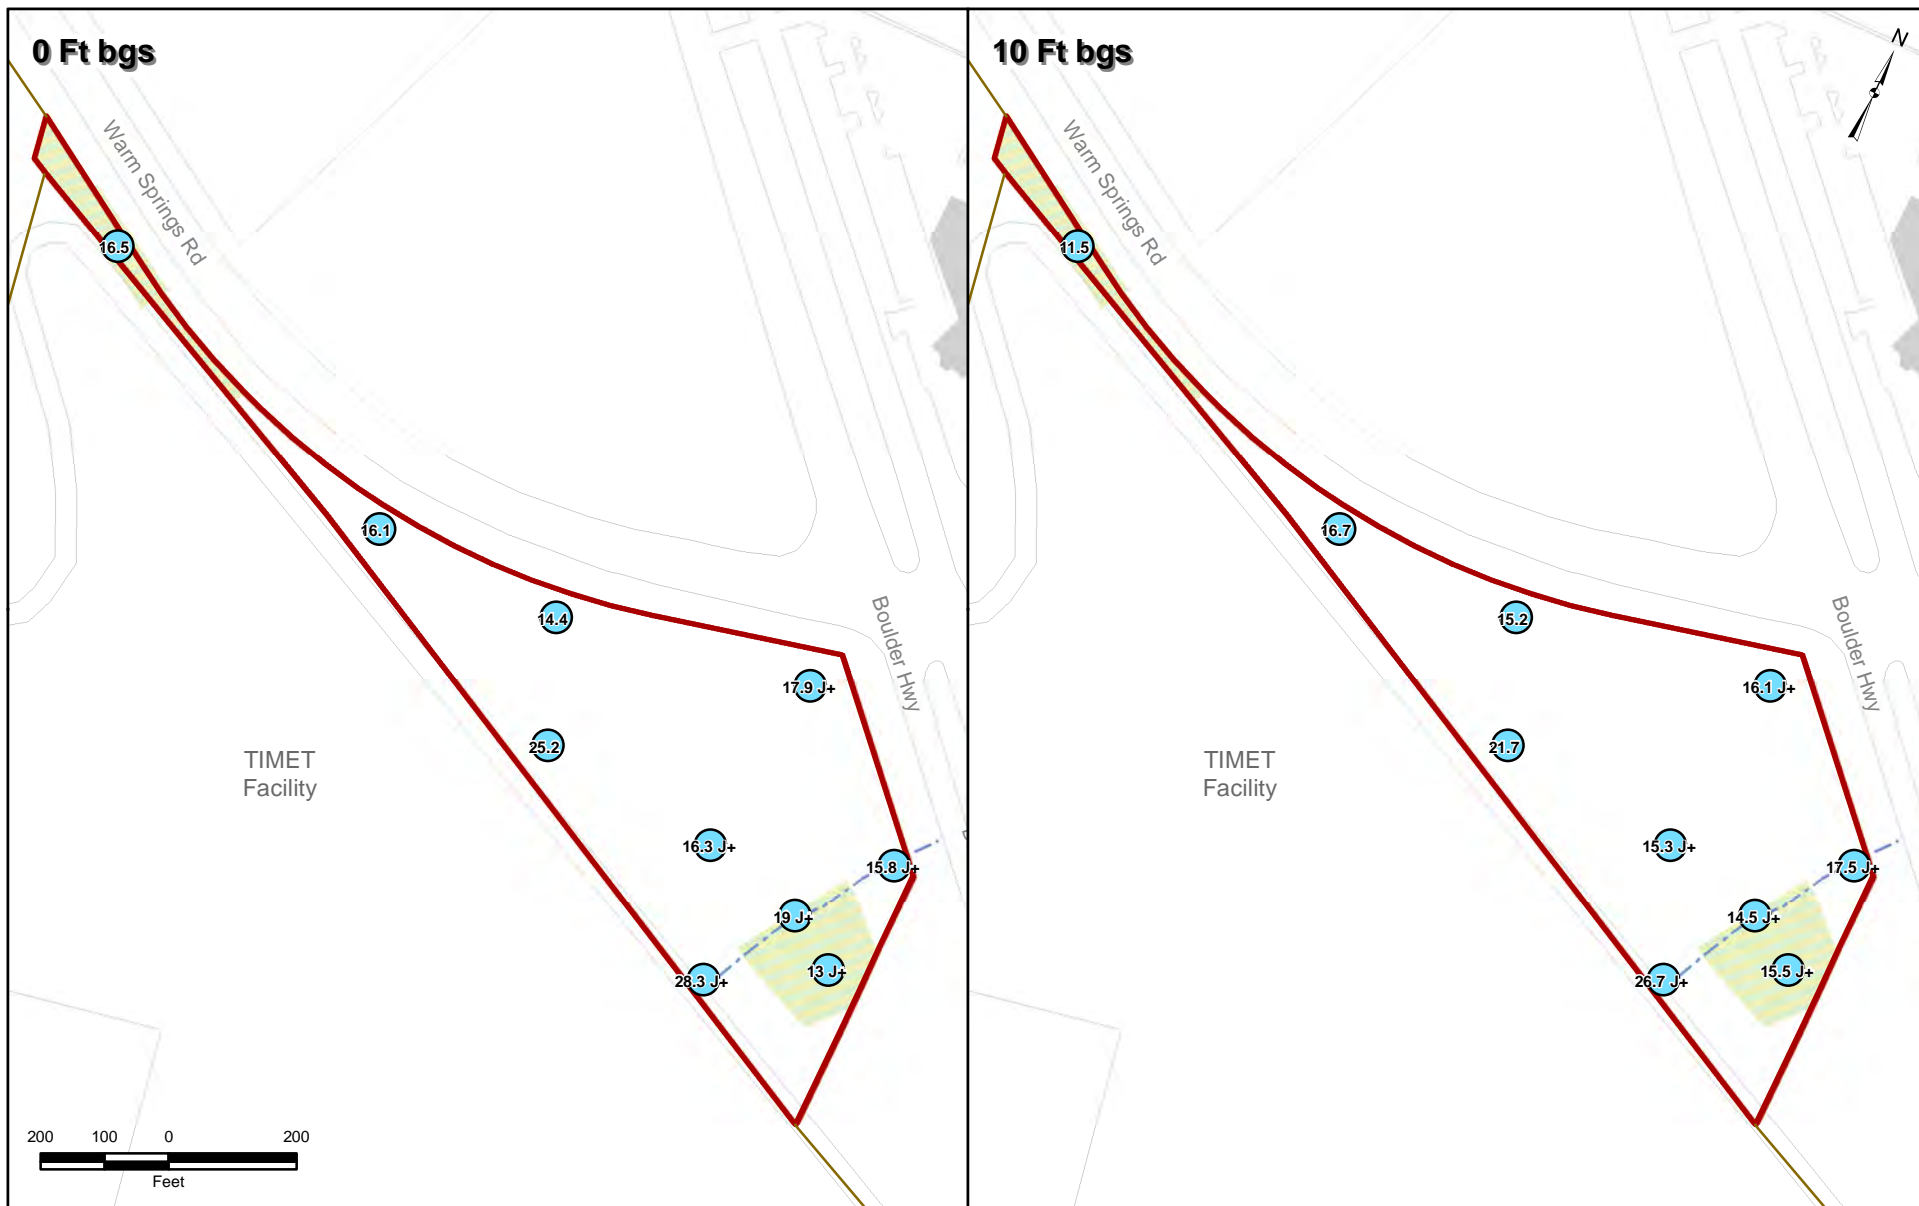 0 Ft bgs
Warm Springs Rd
16.5
16.1
14.4
Boulder Hwy
17.9 J+
25.2
TIMET
Facility
16.3 J+
15.8 J+
19 J+
13 J+
28.3 J+
200 100 0 200
Feet
10 Ft bgs
N
Warm Springs Rd
11.5
16.7
15.2
Boulder Hwy
16.1 J+
21.7
TIMET
Facility
15.3 J+
17.5 J+
14.5 J+
15.5 J+
26.7 J+